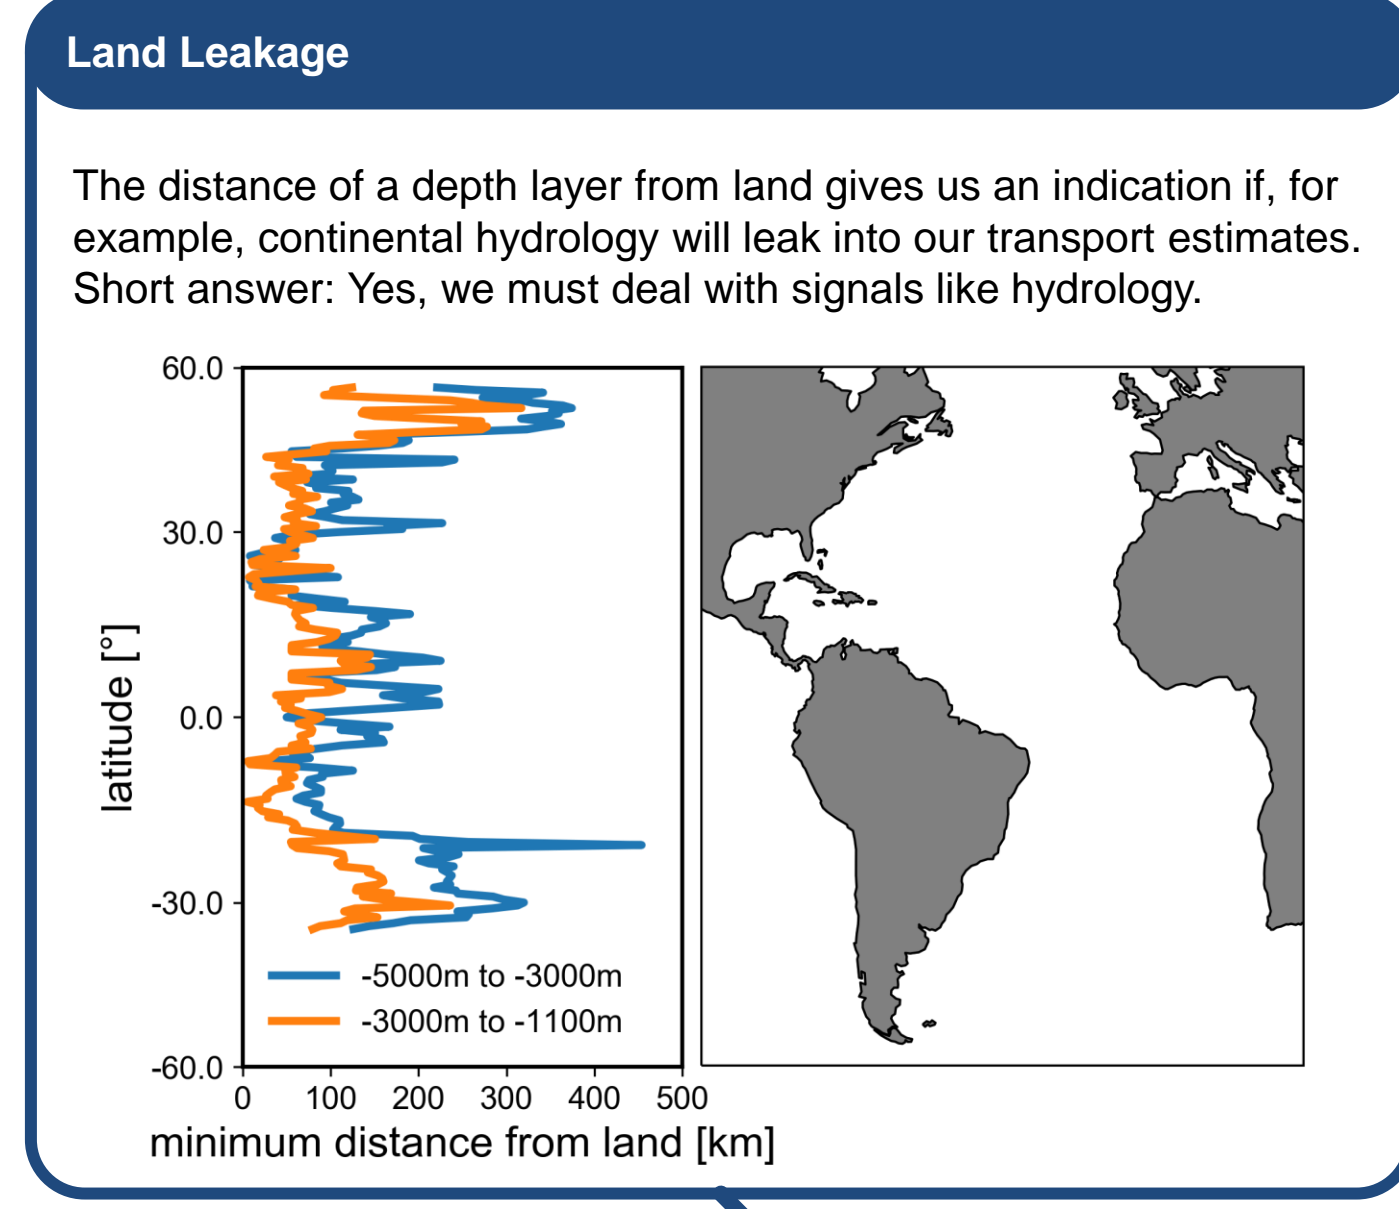 Land Leakage
The distance of a depth layer from land gives us an indication if, for
example, continental hydrology will leak into our transport estimates.
Short answer: Yes, we must deal with signals like hydrology.
60.0
30.0
0.0
-30.0
-60.0
latitude [°]
-5000m to -3000m
-3000m to -1100m
0 100 200 300 400 500
minimum distance from land [km]